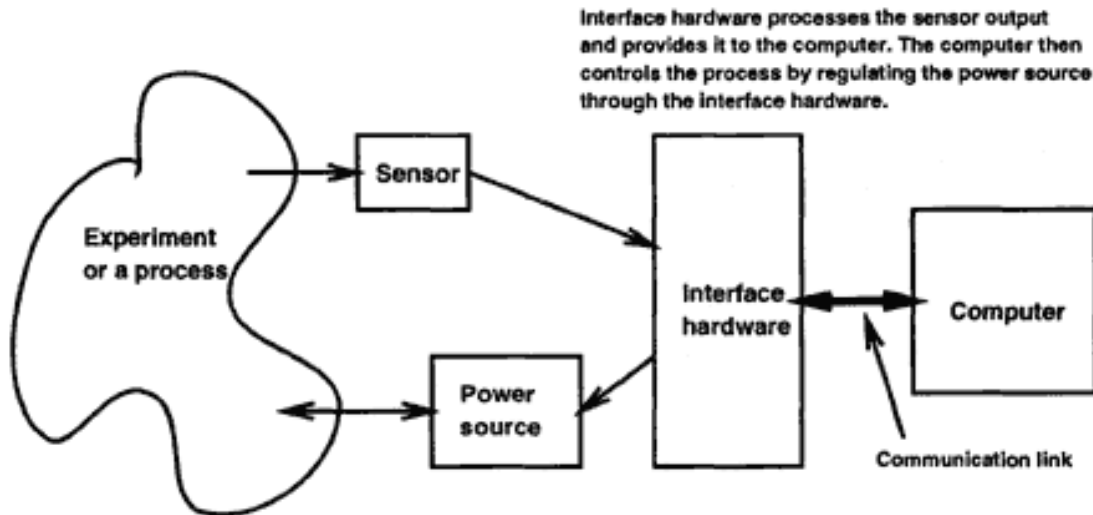 Interface hardware processes the sensor output
and provides it to the computer. The computer then
controls the process by regulating the power source
through the interface hardware.
Sensor
Experiment
or a process
Interface
hardware
Computer
Power
source
Communication link